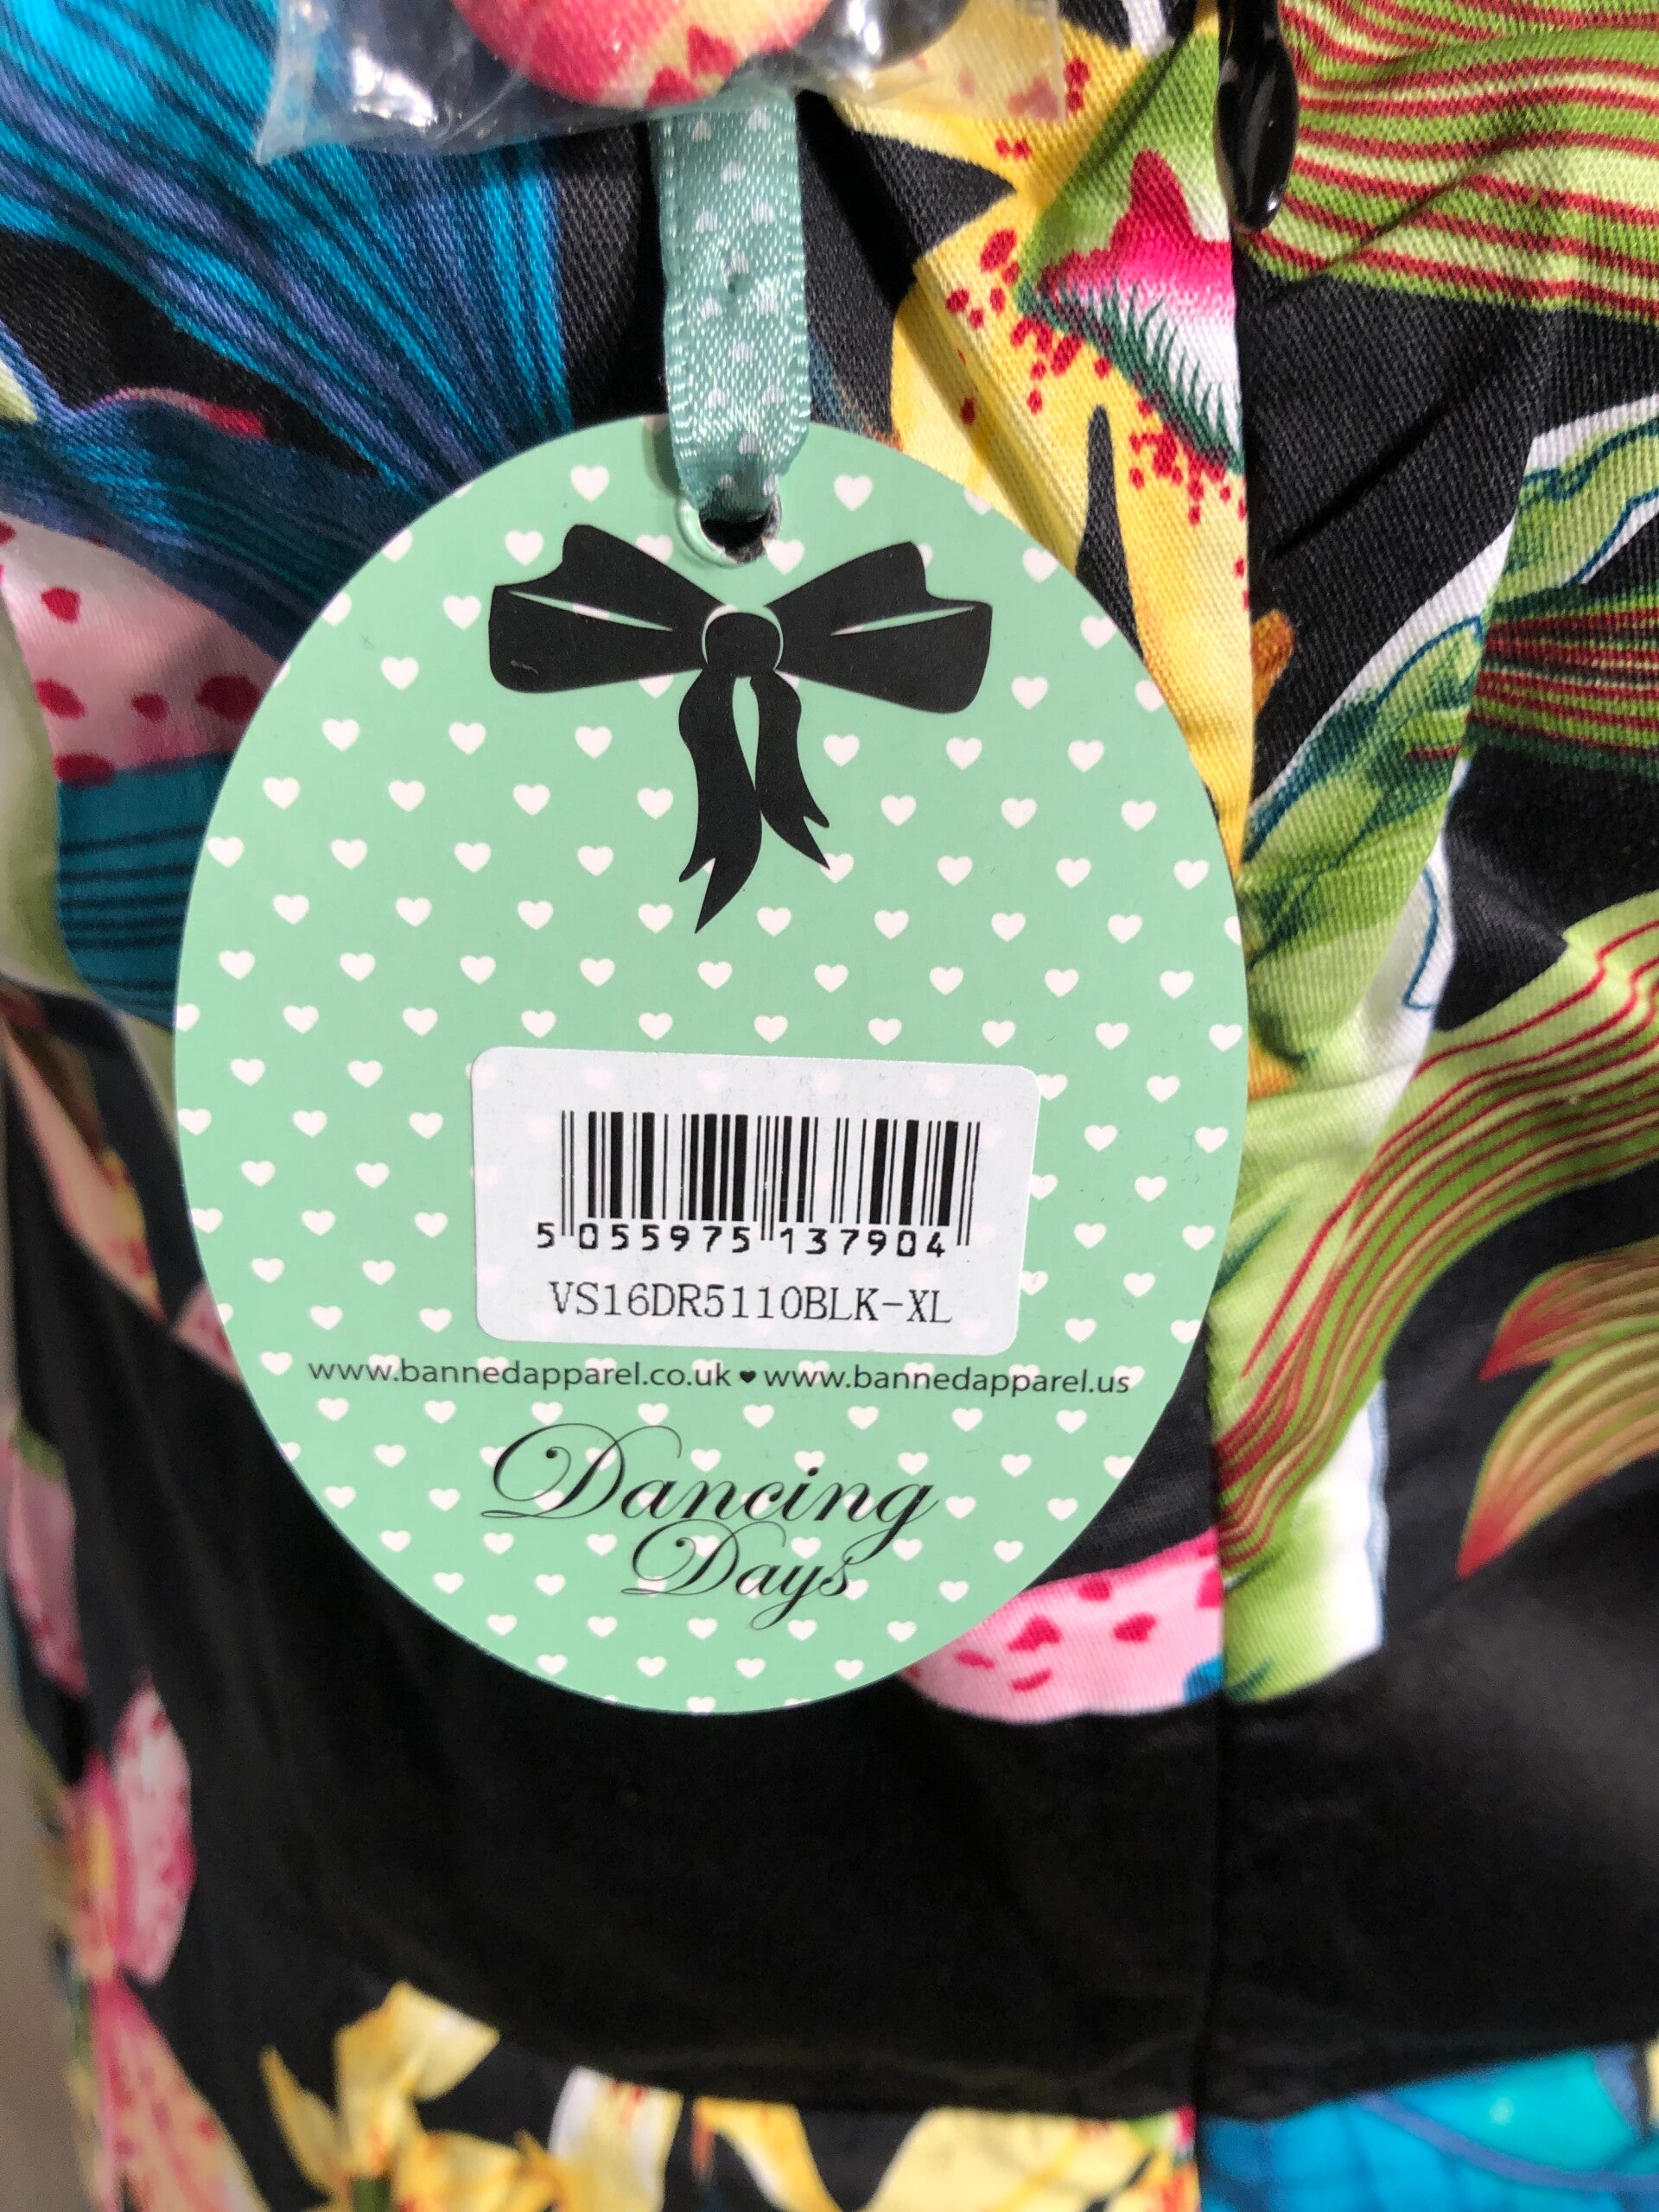 5 055975 137904
VS16DR5110BLK-XL
www.bannedapparel.co.uk ♥ www.bannedapparel.us
Dancing
Days